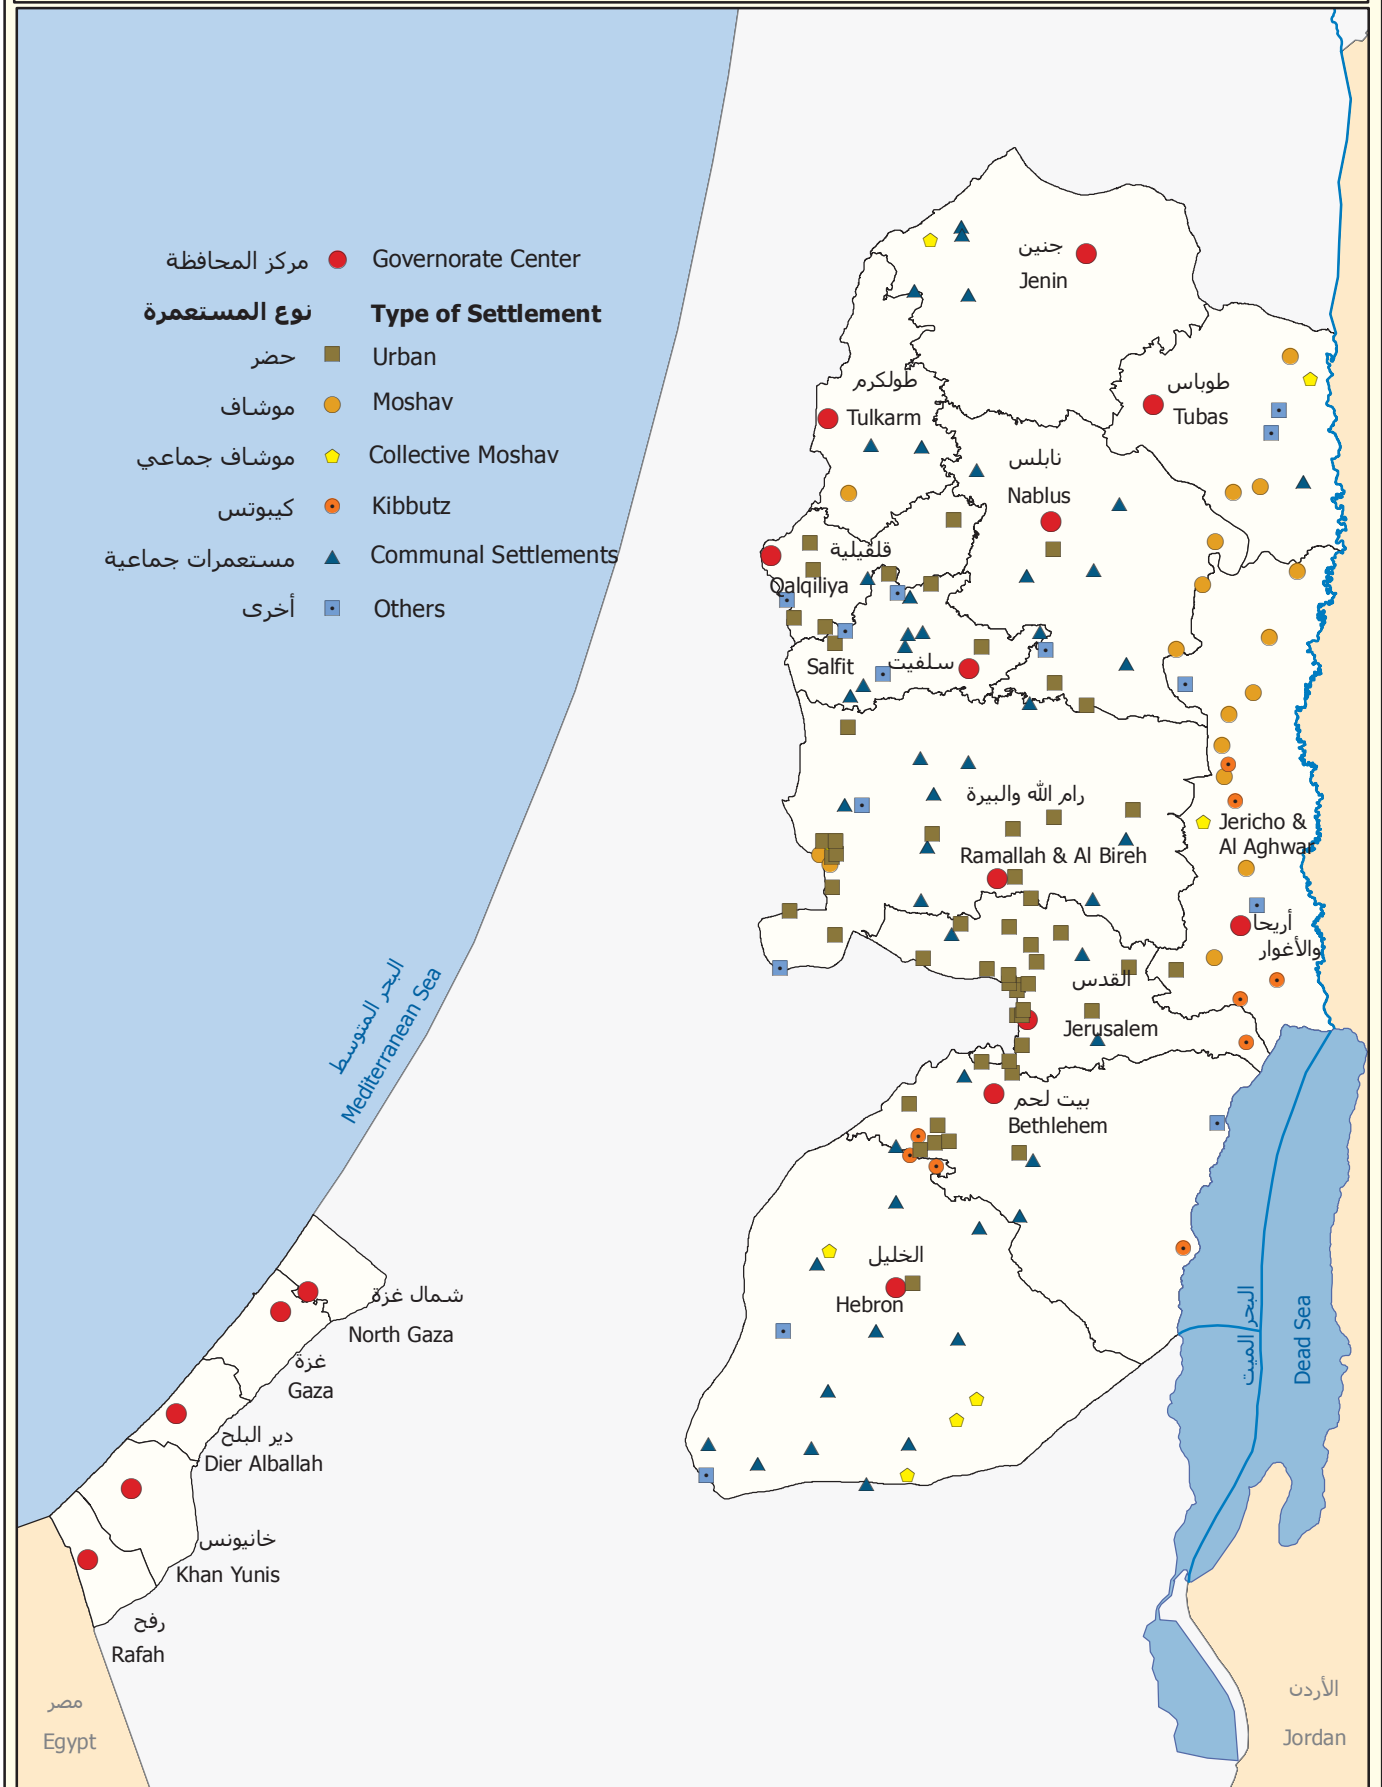 مركز المحافظة Governorate Center
نوع المستعمرة Type of Settlement
حضر Urban
موشاف Moshav
موشاف جماعي Collective Moshav
كيبوتس Kibbutz
مستعمرات جماعية Communal Settlements
أخرى Others
جنين
Jenin
طولكرم
Tulkarm
طوباس
Tubas
نابلس
Nablus
قلقيلية
Qalqiliya
سلفيت
Salfit
رام الله والبيرة
Ramallah & Al Bireh
Jericho &
Al Aghwar
أريحا
والأغوار
القدس
Jerusalem
بيت لحم
Bethlehem
الخليل
Hebron
البحر المتوسط
Mediterranean Sea
البحر الميت
Dead Sea
شمال غزة
North Gaza
غزة
Gaza
دير البلح
Dier Alballah
خانيونس
Khan Yunis
رفح
Rafah
مصر
Egypt
الأردن
Jordan